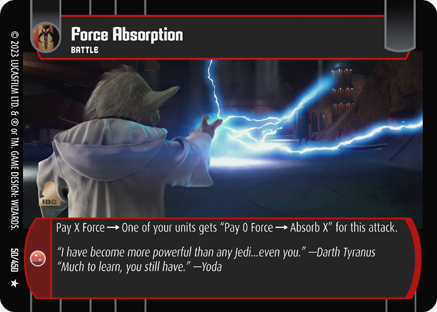 Force Absorption
BATTLE
Pay X Force → One of your units gets “Pay 0 Force → Absorb X” for this attack.
“I have become more powerful than any Jedi...even you.” —Darth Tyranus
“Much to learn, you still have.” —Yoda
© 2023 LUCASFILM LTD. & ® or TM. GAME DESIGN: WIZARDS.
50/450 ★